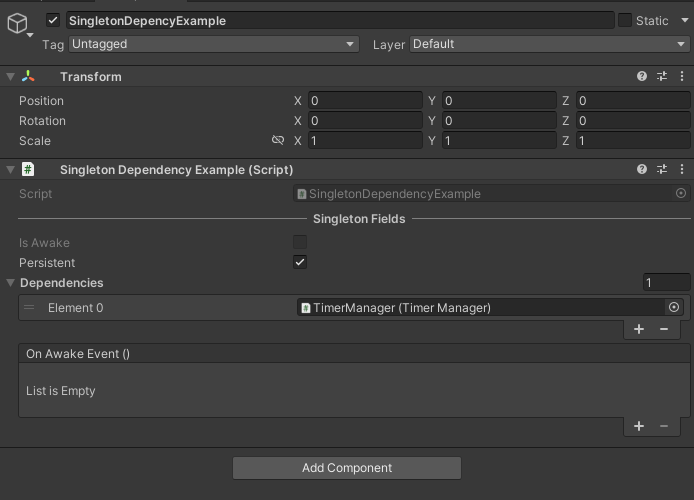 SingletonDepencyExample Static
Tag Untagged Layer Default
Transform
Position X 0 Y 0 Z 0
Rotation X 0 Y 0 Z 0
Scale X 1 Y 1 Z 1
# Singleton Dependency Example (Script)
Script # SingletonDependencyExample
Singleton Fields
Is Awake
Persistent
Dependencies 1
Element 0 # TimerManager (Timer Manager)
+ −
On Awake Event ()
List is Empty
+ −
Add Component